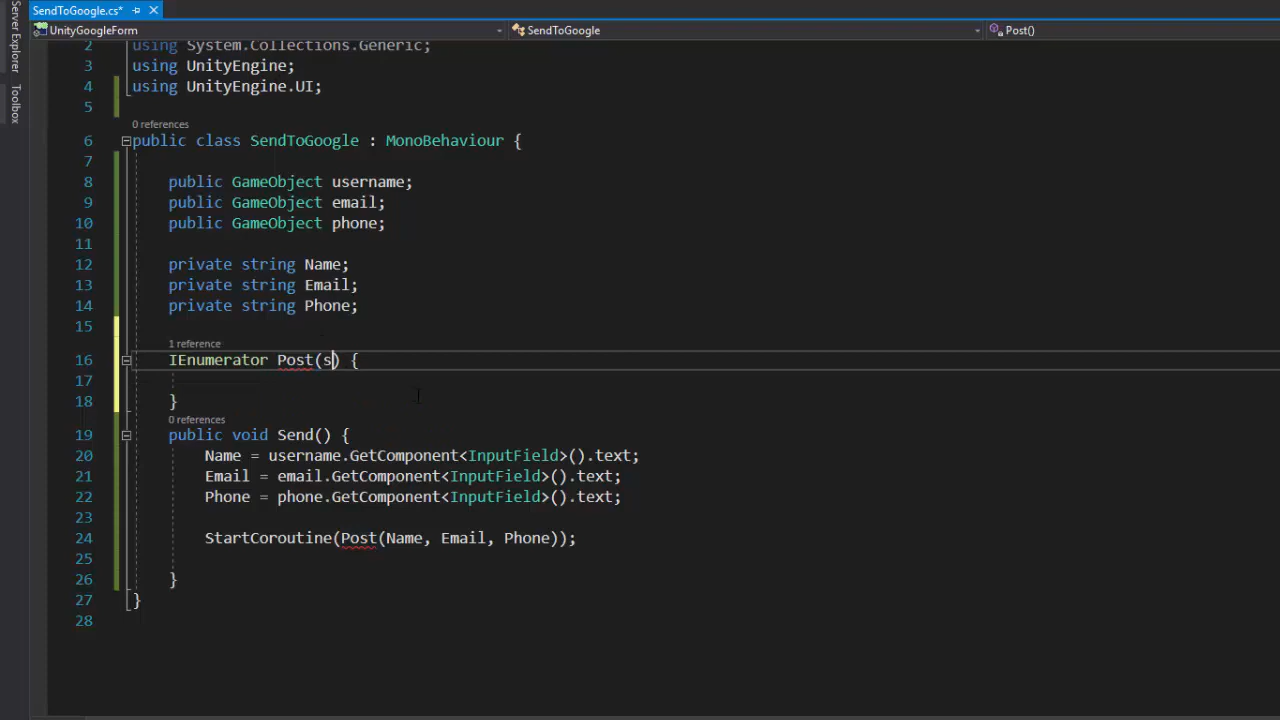 SendToGoogle.cs*
Server Explorer
Toolbox
UnityGoogleForm
SendToGoogle
Post()
2 using System.Collections.Generic;
3 using UnityEngine;
4 using UnityEngine.UI;
5
0 references
6 public class SendToGoogle : MonoBehaviour {
7
8 public GameObject username;
9 public GameObject email;
10 public GameObject phone;
11
12 private string Name;
13 private string Email;
14 private string Phone;
15
1 reference
16 IEnumerator Post(s) {
17
18 }
0 references
19 public void Send() {
20 Name = username.GetComponent<InputField>().text;
21 Email = email.GetComponent<InputField>().text;
22 Phone = phone.GetComponent<InputField>().text;
23
24 StartCoroutine(Post(Name, Email, Phone));
25
26 }
27 }
28